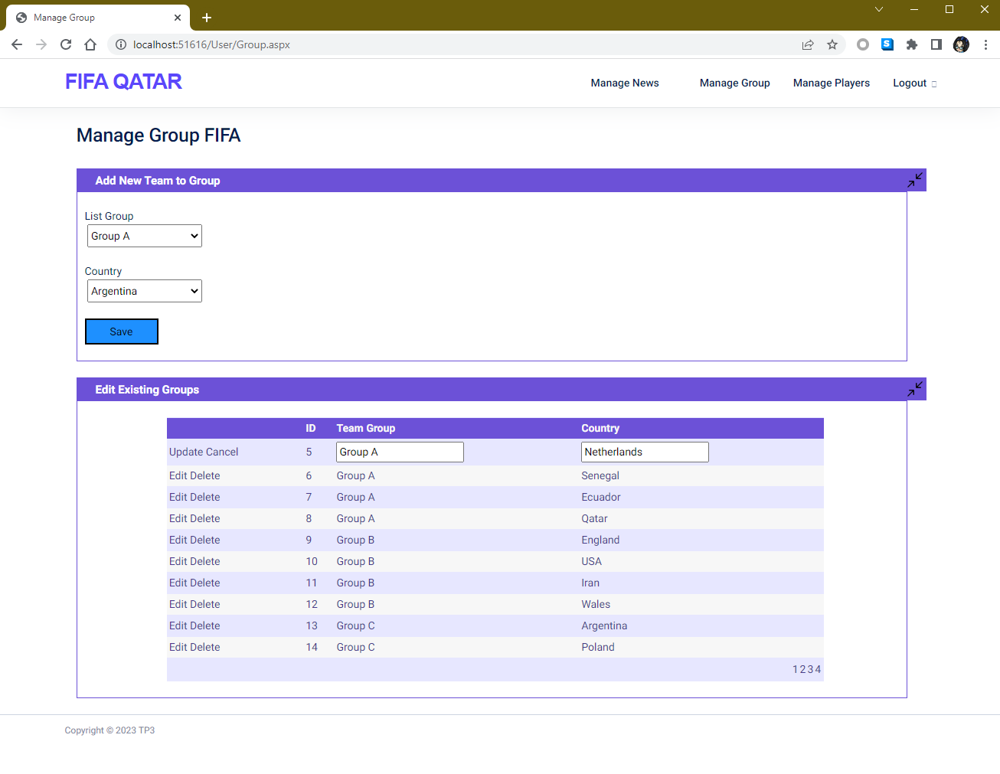 Manage Group
localhost:51616/User/Group.aspx
S
FIFA QATAR
Manage News Manage Group Manage Players Logout
Manage Group FIFA
Add New Team to Group
List Group
Group A
Country
Argentina
Save
Edit Existing Groups
ID Team Group Country
Update Cancel 5 Group A Netherlands
Edit Delete 6 Group A Senegal
Edit Delete 7 Group A Ecuador
Edit Delete 8 Group A Qatar
Edit Delete 9 Group B England
Edit Delete 10 Group B USA
Edit Delete 11 Group B Iran
Edit Delete 12 Group B Wales
Edit Delete 13 Group C Argentina
Edit Delete 14 Group C Poland
1 2 3 4
Copyright © 2023 TP3